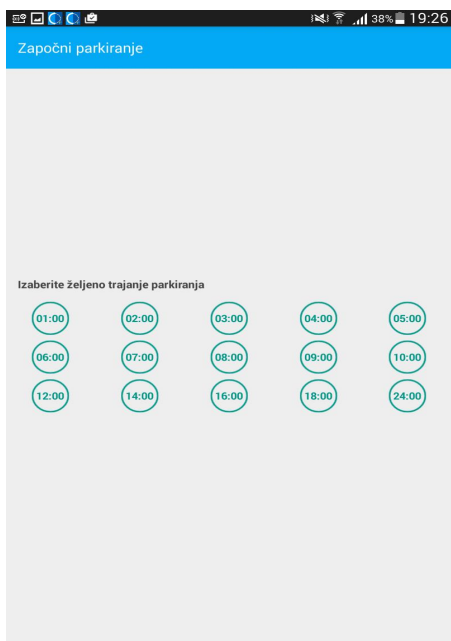 38% 19:26
Započni parkiranje
Izaberite željeno trajanje parkiranja
01:00 02:00 03:00 04:00 05:00
06:00 07:00 08:00 09:00 10:00
12:00 14:00 16:00 18:00 24:00